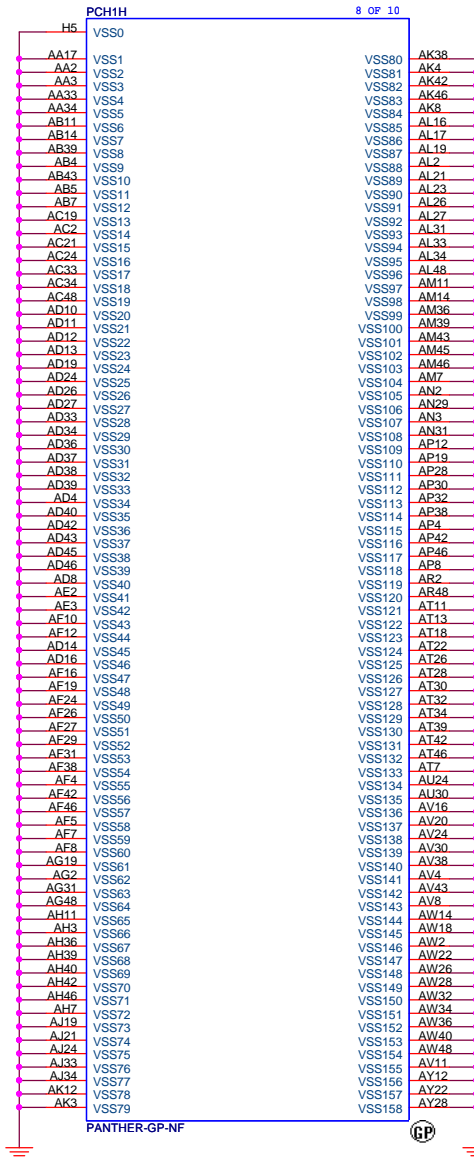 PCH1H 8 OF 10
H5 VSS0
AA17 VSS1
AA2 VSS2
AA3 VSS3
AA33 VSS4
AA34 VSS5
AB11 VSS6
AB14 VSS7
AB39 VSS8
AB4 VSS9
AB43 VSS10
AB5 VSS11
AB7 VSS12
AC19 VSS13
AC2 VSS14
AC21 VSS15
AC24 VSS16
AC33 VSS17
AC34 VSS18
AC48 VSS19
AD10 VSS20
AD11 VSS21
AD12 VSS22
AD13 VSS23
AD19 VSS24
AD24 VSS25
AD26 VSS26
AD27 VSS27
AD33 VSS28
AD34 VSS29
AD36 VSS30
AD37 VSS31
AD38 VSS32
AD39 VSS33
AD4 VSS34
AD40 VSS35
AD42 VSS36
AD43 VSS37
AD45 VSS38
AD46 VSS39
AD8 VSS40
AE2 VSS41
AE3 VSS42
AF10 VSS43
AF12 VSS44
AD14 VSS45
AD16 VSS46
AF16 VSS47
AF19 VSS48
AF24 VSS49
AF26 VSS50
AF27 VSS51
AF29 VSS52
AF31 VSS53
AF38 VSS54
AF4 VSS55
AF42 VSS56
AF46 VSS57
AF5 VSS58
AF7 VSS59
AF8 VSS60
AG19 VSS61
AG2 VSS62
AG31 VSS63
AG48 VSS64
AH11 VSS65
AH3 VSS66
AH36 VSS67
AH39 VSS68
AH40 VSS69
AH42 VSS70
AH46 VSS71
AH7 VSS72
AJ19 VSS73
AJ21 VSS74
AJ24 VSS75
AJ33 VSS76
AJ34 VSS77
AK12 VSS78
AK3 VSS79
VSS80 AK38
VSS81 AK4
VSS82 AK42
VSS83 AK46
VSS84 AK8
VSS85 AL16
VSS86 AL17
VSS87 AL19
VSS88 AL2
VSS89 AL21
VSS90 AL23
VSS91 AL26
VSS92 AL27
VSS93 AL31
VSS94 AL33
VSS95 AL34
VSS96 AL48
VSS97 AM11
VSS98 AM14
VSS99 AM36
VSS100 AM39
VSS101 AM43
VSS102 AM45
VSS103 AM46
VSS104 AM7
VSS105 AN2
VSS106 AN29
VSS107 AN3
VSS108 AN31
VSS109 AP12
VSS110 AP19
VSS111 AP28
VSS112 AP30
VSS113 AP32
VSS114 AP38
VSS115 AP4
VSS116 AP42
VSS117 AP46
VSS118 AP8
VSS119 AR2
VSS120 AR48
VSS121 AT11
VSS122 AT13
VSS123 AT18
VSS124 AT22
VSS125 AT26
VSS126 AT28
VSS127 AT30
VSS128 AT32
VSS129 AT34
VSS130 AT39
VSS131 AT42
VSS132 AT46
VSS133 AT7
VSS134 AU24
VSS135 AU30
VSS136 AV16
VSS137 AV20
VSS138 AV24
VSS139 AV30
VSS140 AV38
VSS141 AV4
VSS142 AV43
VSS143 AV8
VSS144 AW14
VSS145 AW18
VSS146 AW2
VSS147 AW22
VSS148 AW26
VSS149 AW28
VSS150 AW32
VSS151 AW34
VSS152 AW36
VSS153 AW40
VSS154 AW48
VSS155 AV11
VSS156 AY12
VSS157 AY22
VSS158 AY28
PANTHER-GP-NF
GP